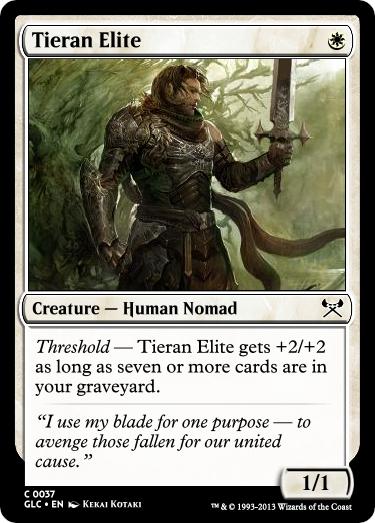 Tieran Elite
Creature — Human Nomad
Threshold — Tieran Elite gets +2/+2
as long as seven or more cards are in
your graveyard.
“I use my blade for one purpose — to
avenge those fallen for our united
cause.”
1/1
C 0037
GLC • EN Kekai Kotaki
™ & © 1993-2013 Wizards of the Coast